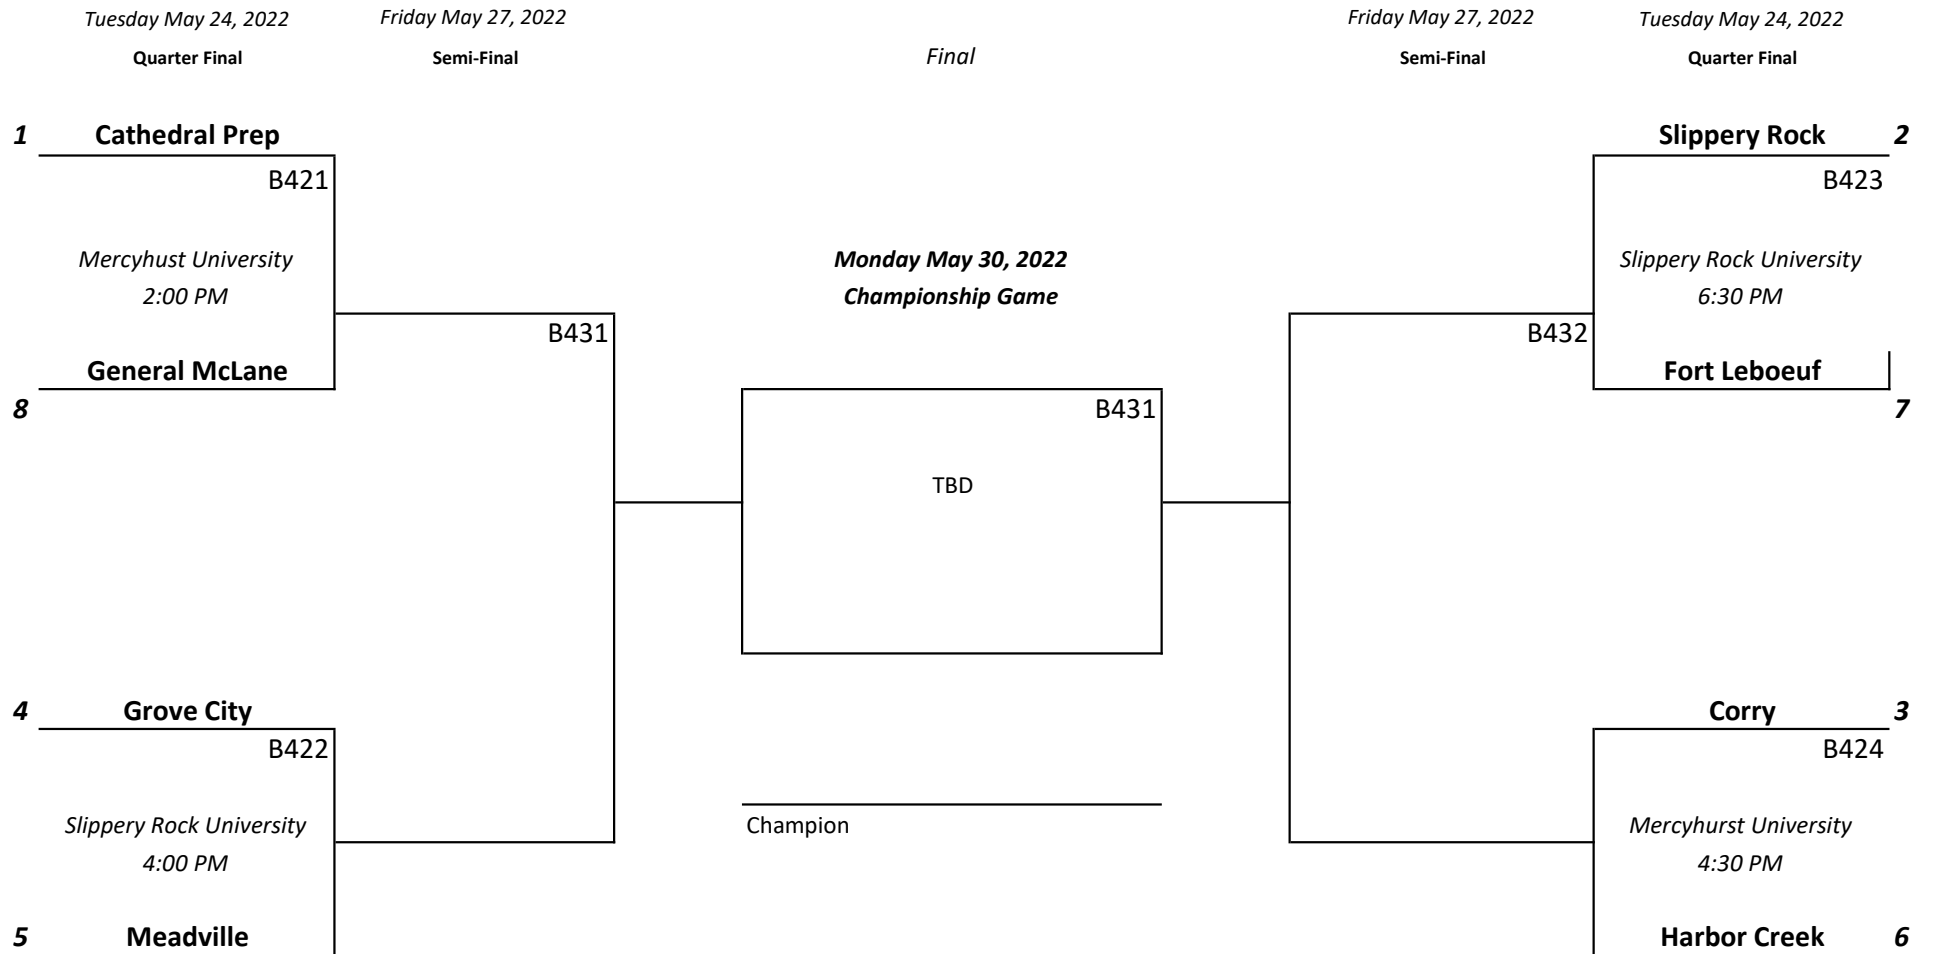 Tuesday May 24, 2022
Friday May 27, 2022
Friday May 27, 2022
Tuesday May 24, 2022
Quarter Final
Semi-Final
Final
Semi-Final
Quarter Final
1 Cathedral Prep
B421
Mercyhust University
2:00 PM
General McLane
8
B431
4 Grove City
B422
Slippery Rock University
4:00 PM
5 Meadville
Monday May 30, 2022
Championship Game
B431
TBD
Champion
Slippery Rock 2
B423
Slippery Rock University
6:30 PM
B432
Fort Leboeuf
7
Corry 3
B424
Mercyhurst University
4:30 PM
Harbor Creek 6